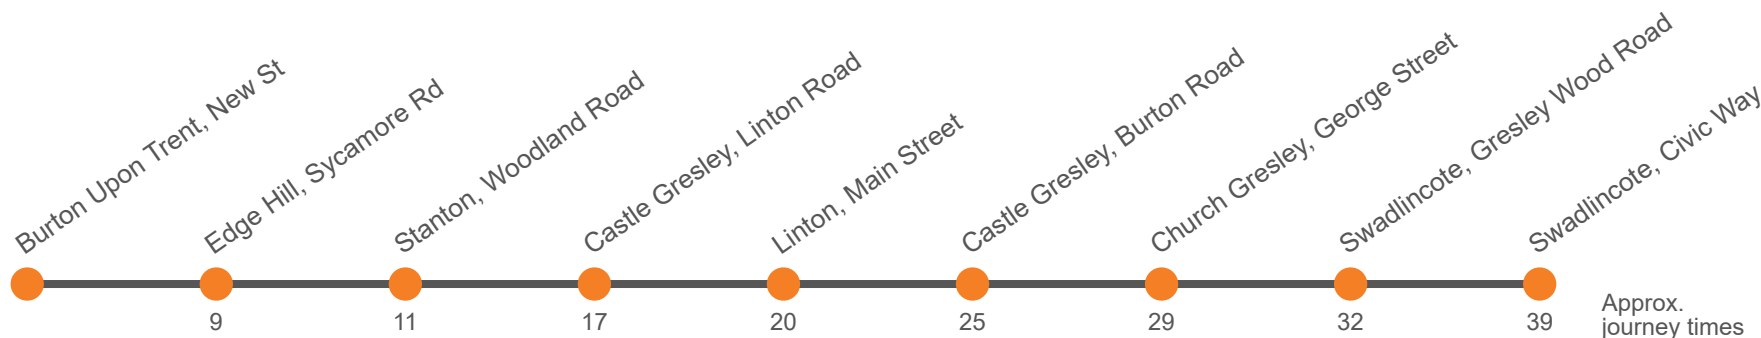 Burton Upon Trent, New St
Edge Hill, Sycamore Rd
Stanton, Woodland Road
Castle Gresley, Linton Road
Linton, Main Street
Castle Gresley, Burton Road
Church Gresley, George Street
Swadlincote, Gresley Wood Road
Swadlincote, Civic Way
9
11
17
20
25
29
32
39
Approx.
journey times